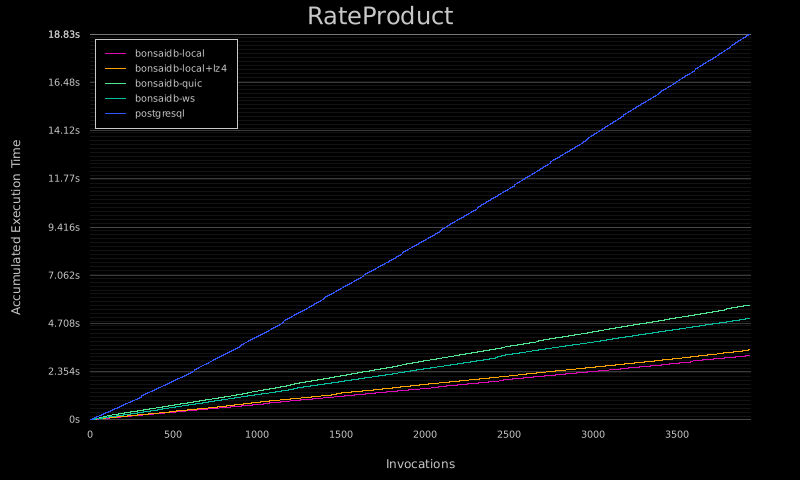 RateProduct
18.83s
bonsaidb-local
bonsaidb-local+lz4
bonsaidb-quic
bonsaidb-ws
postgresql
16.48s
14.12s
11.77s
9.416s
7.062s
4.708s
2.354s
0s
Accumulated Execution Time
0 500 1000 1500 2000 2500 3000 3500
Invocations